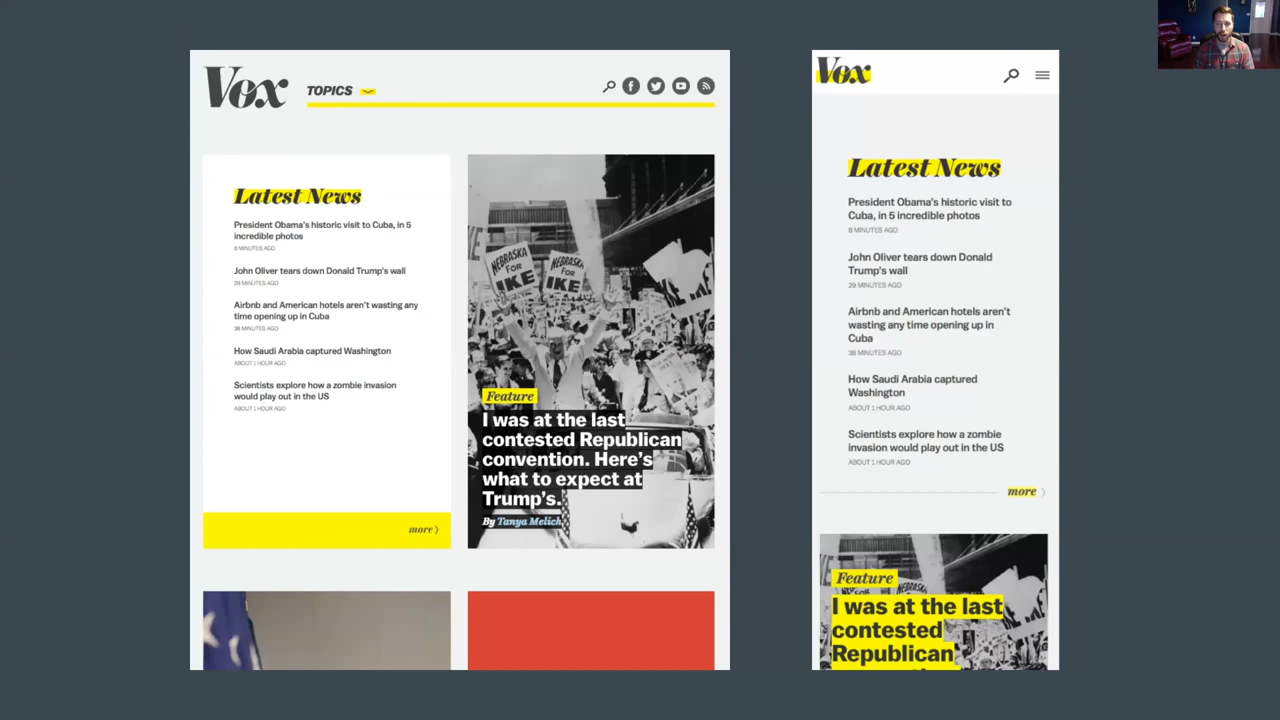 Vox
TOPICS
Latest News
President Obama's historic visit to Cuba, in 5
incredible photos
8 MINUTES AGO
John Oliver tears down Donald Trump's wall
29 MINUTES AGO
Airbnb and American hotels aren't wasting any
time opening up in Cuba
38 MINUTES AGO
How Saudi Arabia captured Washington
ABOUT 1 HOUR AGO
Scientists explore how a zombie invasion
would play out in the US
ABOUT 1 HOUR AGO
more
NEBRASKA
FOR
IKE
NEBRASKA
FOR
IKE
Feature
I was at the last
contested Republican
convention. Here's
what to expect at
Trump's.
By Tanya Melich
Vox
Latest News
President Obama's historic visit to
Cuba, in 5 incredible photos
8 MINUTES AGO
John Oliver tears down Donald
Trump's wall
29 MINUTES AGO
Airbnb and American hotels aren't
wasting any time opening up in
Cuba
38 MINUTES AGO
How Saudi Arabia captured
Washington
ABOUT 1 HOUR AGO
Scientists explore how a zombie
invasion would play out in the US
ABOUT 1 HOUR AGO
more
Feature
I was at the last
contested
Republican